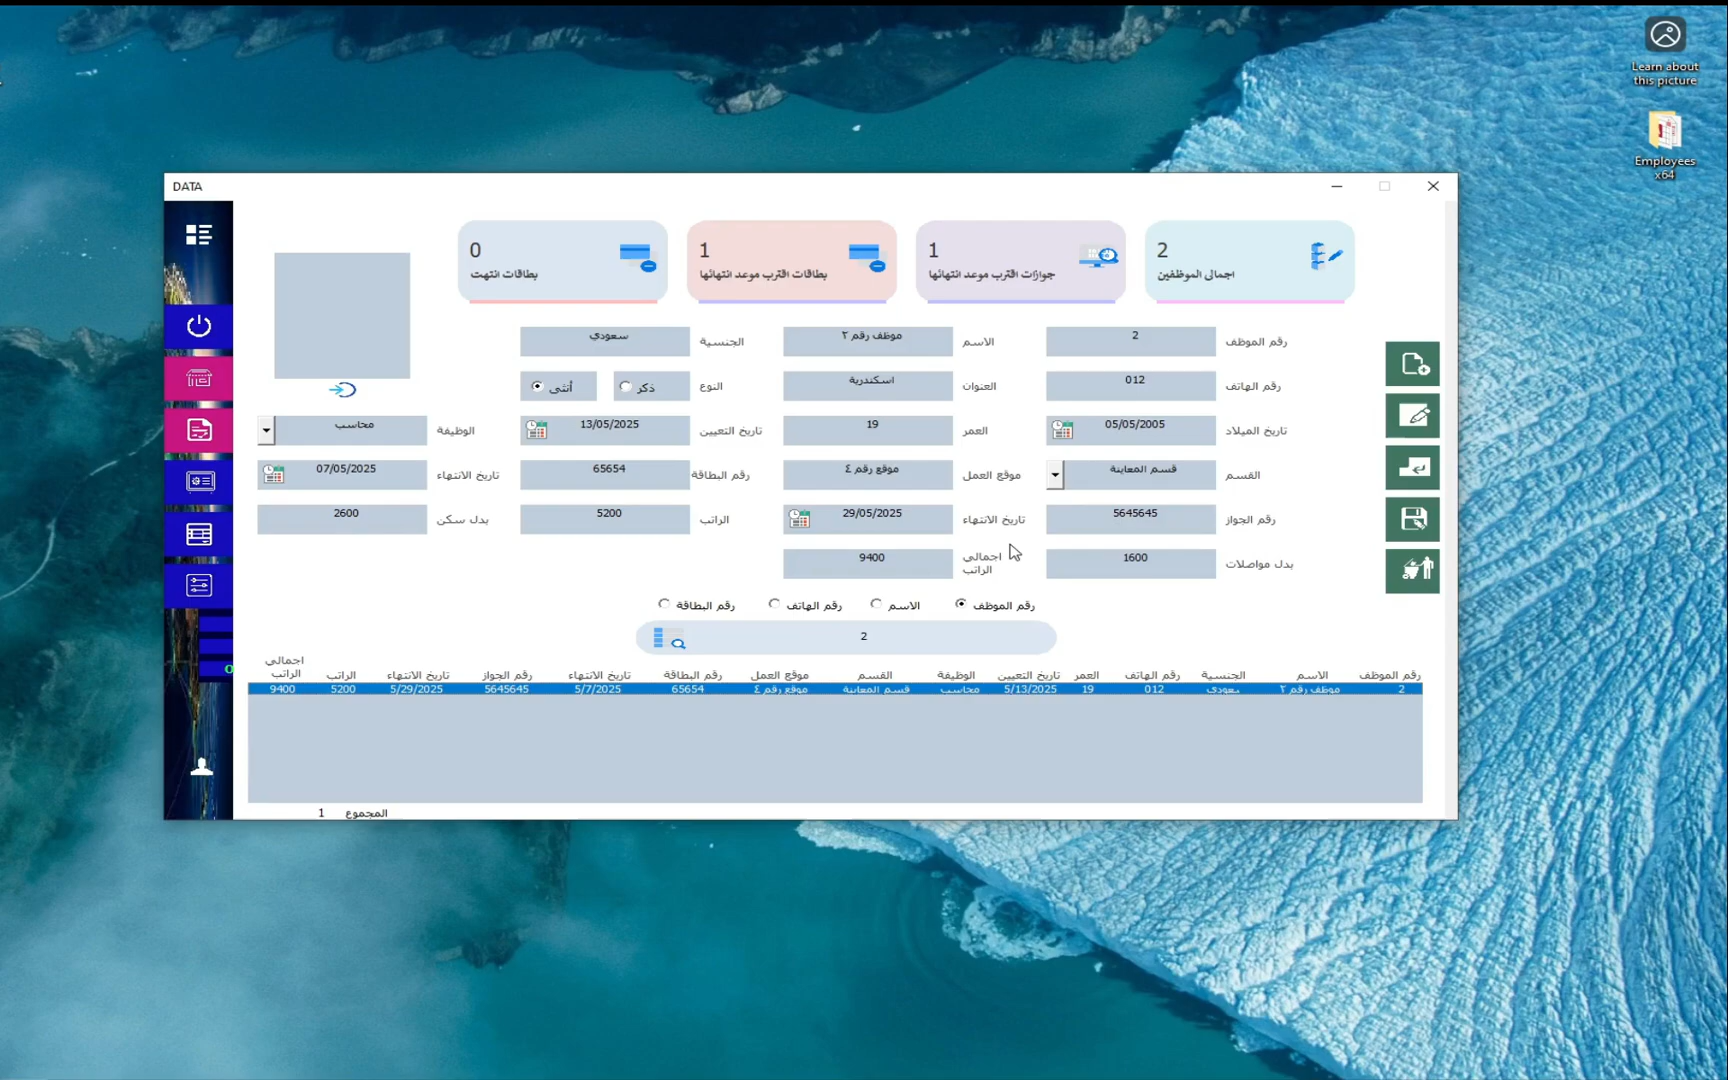 Learn about
this picture
Employees
x64
DATA
2
اجمالى الموظفين
1
جوازات اقترب موعد انتهائها
1
بطاقات اقترب موعد انتهائها
0
بطاقات انتهت
رقم الموظف 2 الاسم موظف رقم ٢ الجنسية سعودي
رقم الهاتف 012 العنوان اسكندرية النوع ذكر أنثى
تاريخ الميلاد 05/05/2005 العمر 19 تاريخ التعيين 13/05/2025 الوظيفة محاسب
القسم قسم المعاينة موقع العمل موقع رقم ٤ رقم البطاقة 65654 تاريخ الانتهاء 07/05/2025
رقم الجواز 5645645 تاريخ الانتهاء 29/05/2025 الراتب 5200 بدل سكن 2600
بدل مواصلات 1600 اجمالي الراتب 9400
رقم الموظف الاسم رقم الهاتف رقم البطاقة
2
رقم الموظف الاسم الجنسية رقم الهاتف العمر تاريخ التعيين الوظيفة القسم موقع العمل رقم البطاقة تاريخ الانتهاء رقم الجواز تاريخ الانتهاء الراتب اجمالي الراتب
2 موظف رقم ٢ سعودي 012 19 5/13/2025 محاسب قسم المعاينة موقع رقم ٤ 65654 5/7/2025 5645645 5/29/2025 5200 9400
المجموع 1